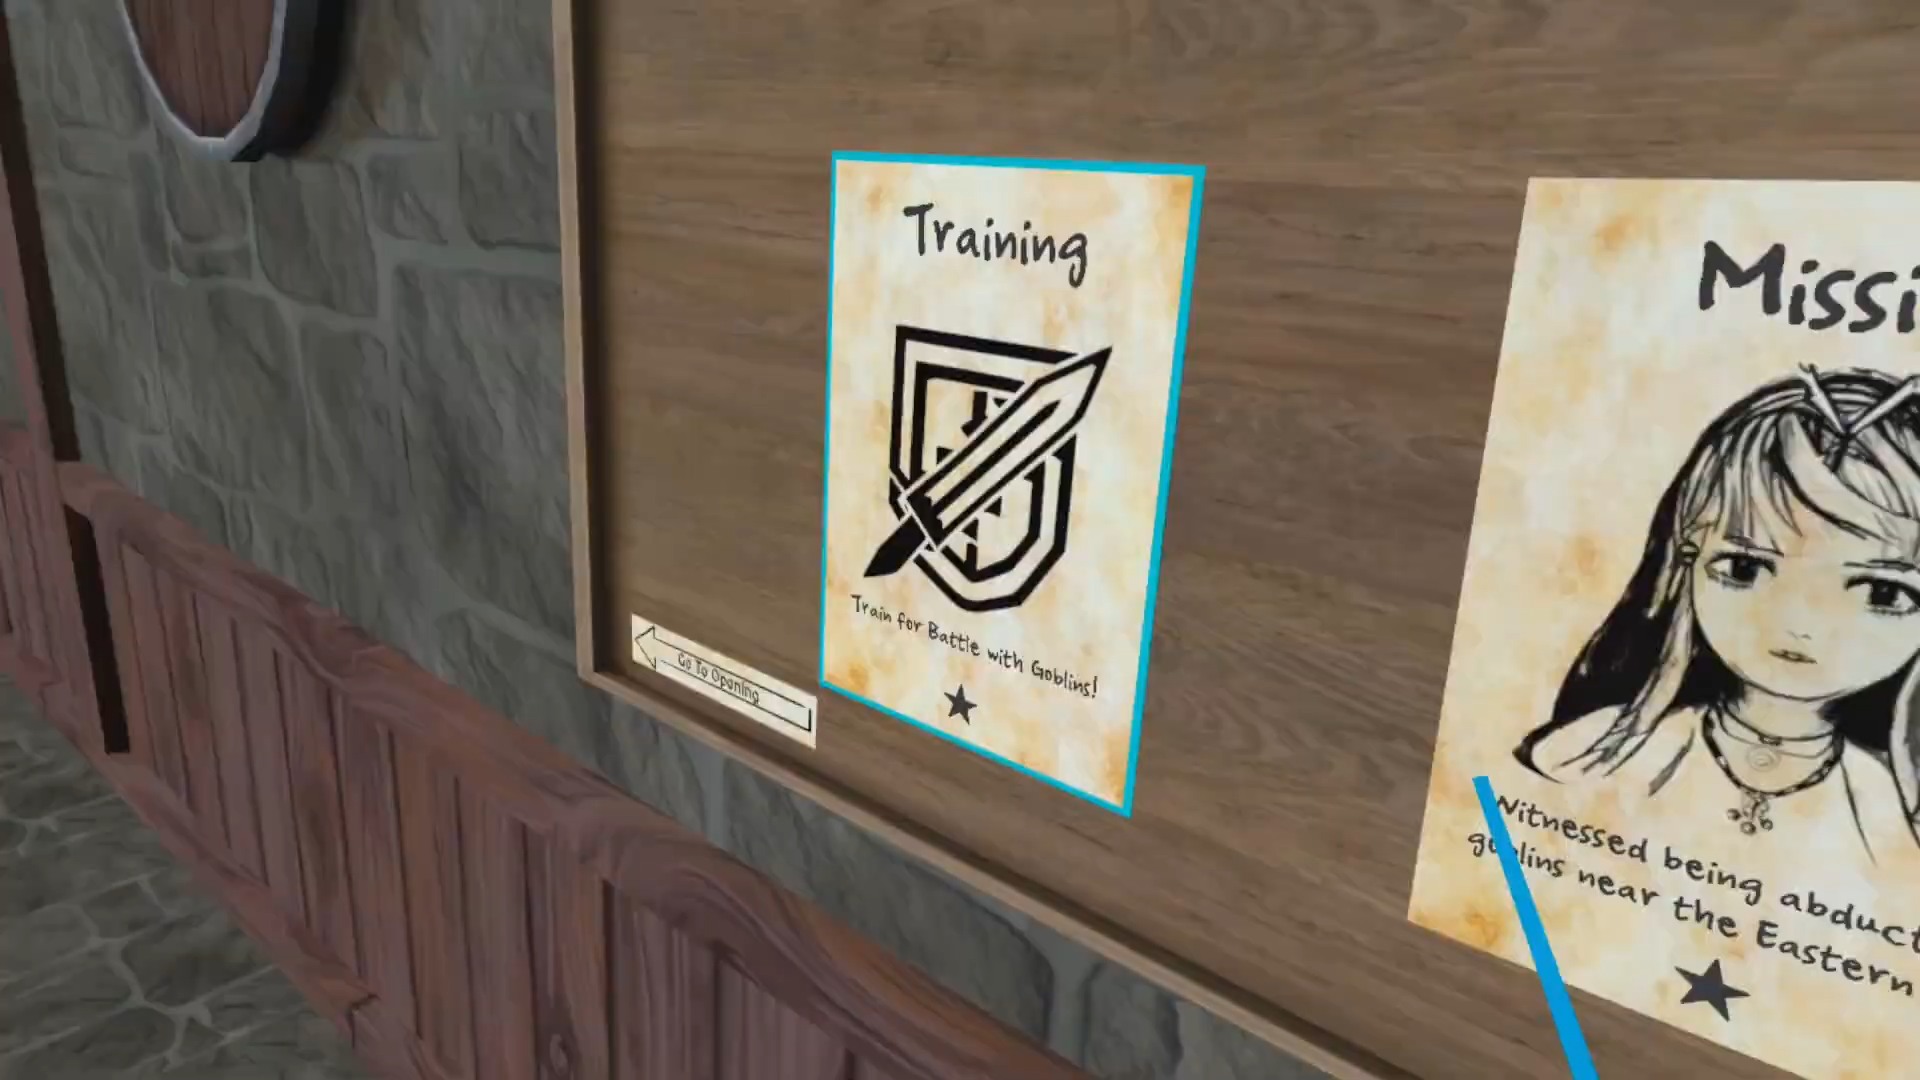 Training
Train for Battle with Goblins!
Go To Opening
Missi
Witnessed being abduct
goblins near the Eastern